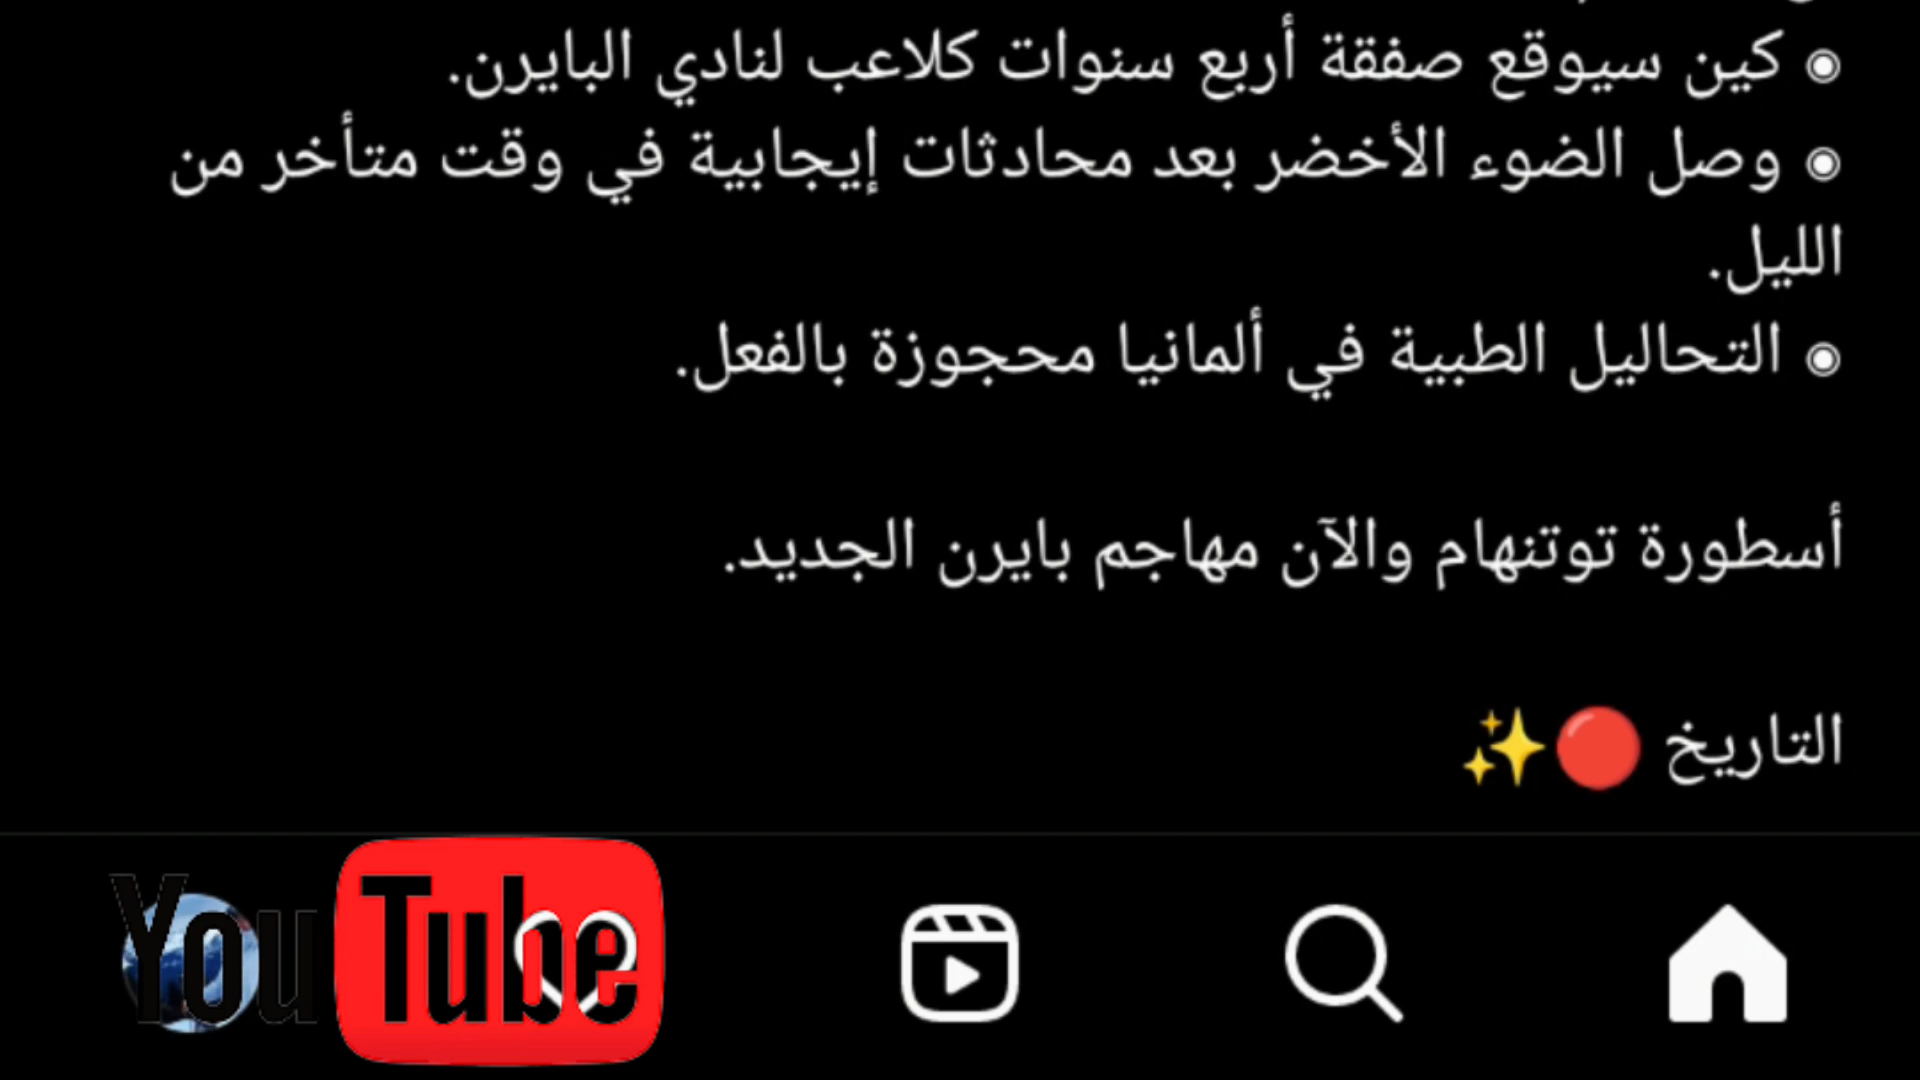 ◉ كين سيوقع صفقة أربع سنوات كلاعب لنادي البايرن.
◉ وصل الضوء الأخضر بعد محادثات إيجابية في وقت متأخر من
الليل.
◉ التحاليل الطبية في ألمانيا محجوزة بالفعل.
أسطورة توتنهام والآن مهاجم بايرن الجديد.
التاريخ 🔴✨
YouTube